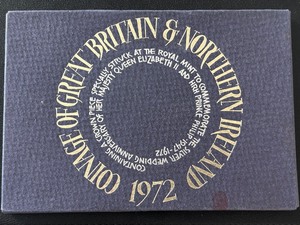 COINAGE OF GREAT BRITAIN & NORTHERN IRELAND
1972
CONTAINING A CROWN PIECE SPECIALLY STRUCK AT THE ROYAL MINT TO COMMEMORATE THE SILVER WEDDING ANNIVERSARY OF HER MAJESTY QUEEN ELIZABETH II AND HRH PRINCE PHILIP 1947-1972